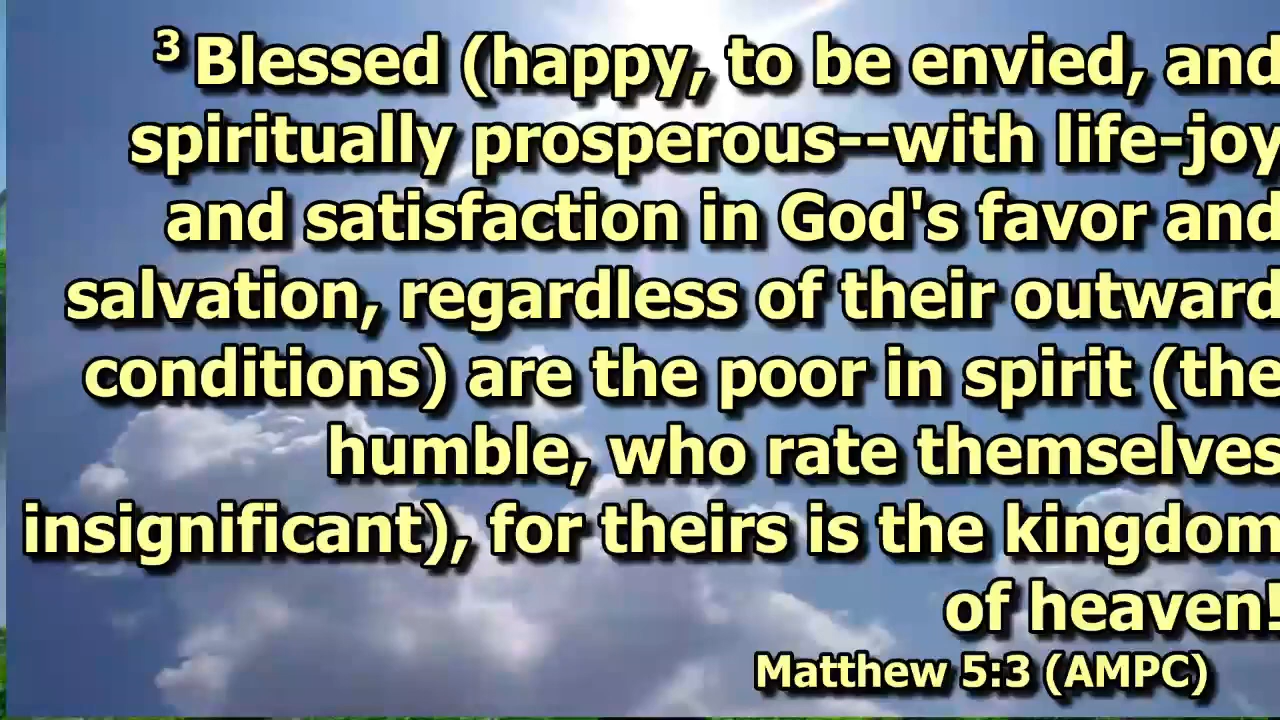 3 Blessed (happy, to be envied, and
spiritually prosperous--with life-joy
and satisfaction in God's favor and
salvation, regardless of their outward
conditions) are the poor in spirit (the
humble, who rate themselves
insignificant), for theirs is the kingdom
of heaven!
Matthew 5:3 (AMPC)